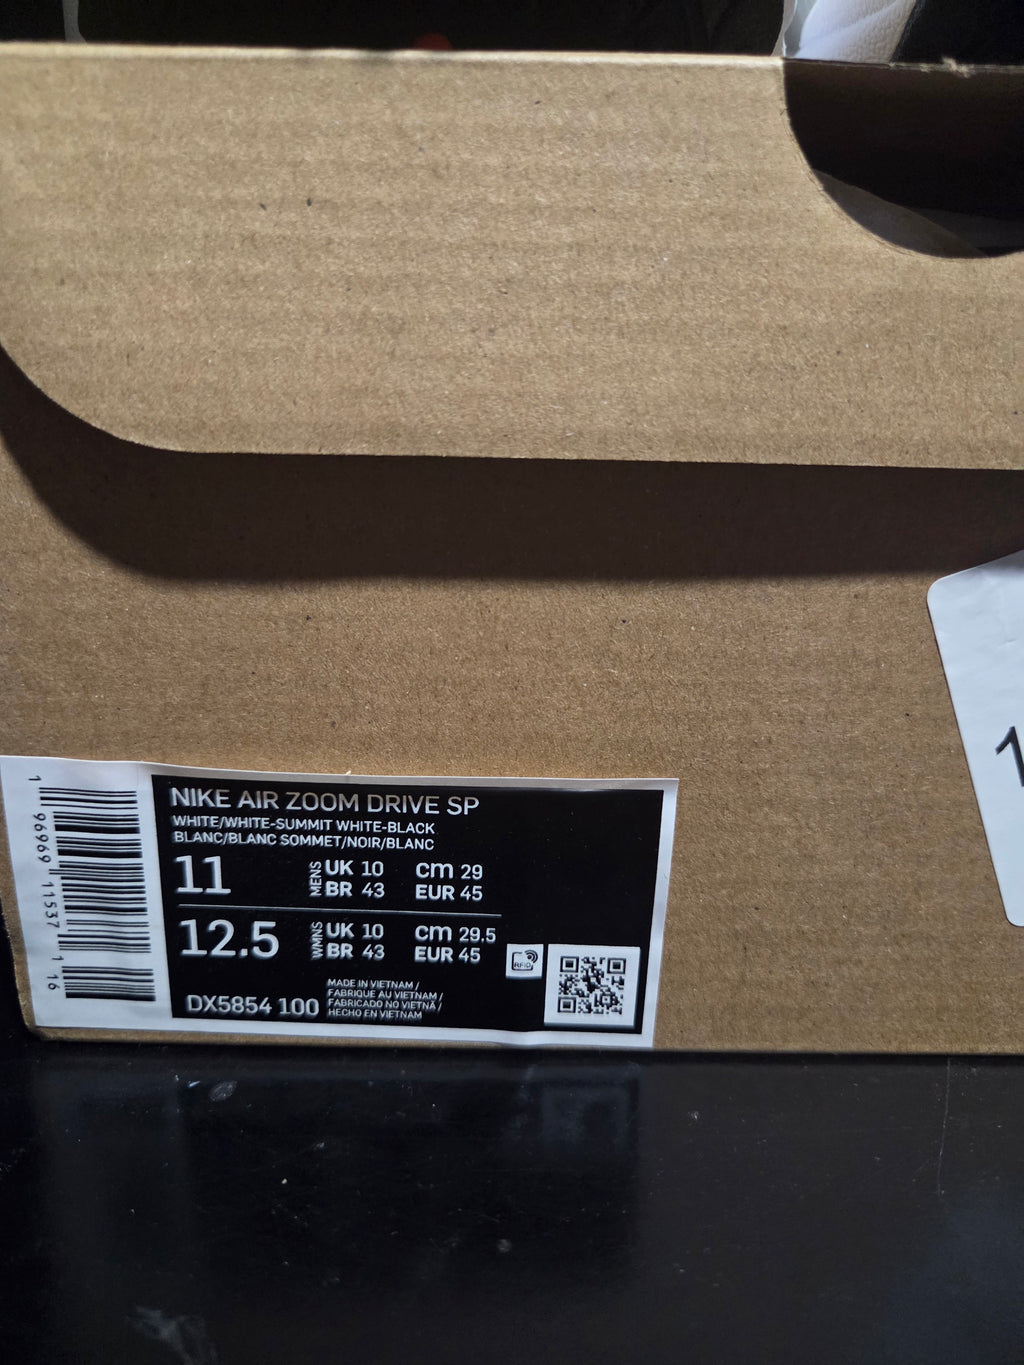 NIKE AIR ZOOM DRIVE SP
WHITE/WHITE-SUMMIT WHITE-BLACK
BLANC/BLANC SOMMET/NOIR/BLANC
11 MENS UK 10 cm 29
BR 43 EUR 45
12.5 WMNS UK 10 cm 29.5
BR 43 EUR 45
RFID
DX5854 100
MADE IN VIETNAM /
FABRIQUE AU VIETNAM /
FABRICADO NO VIETNÃ /
HECHO EN VIETNAM
1 96969 11537 1 16
1